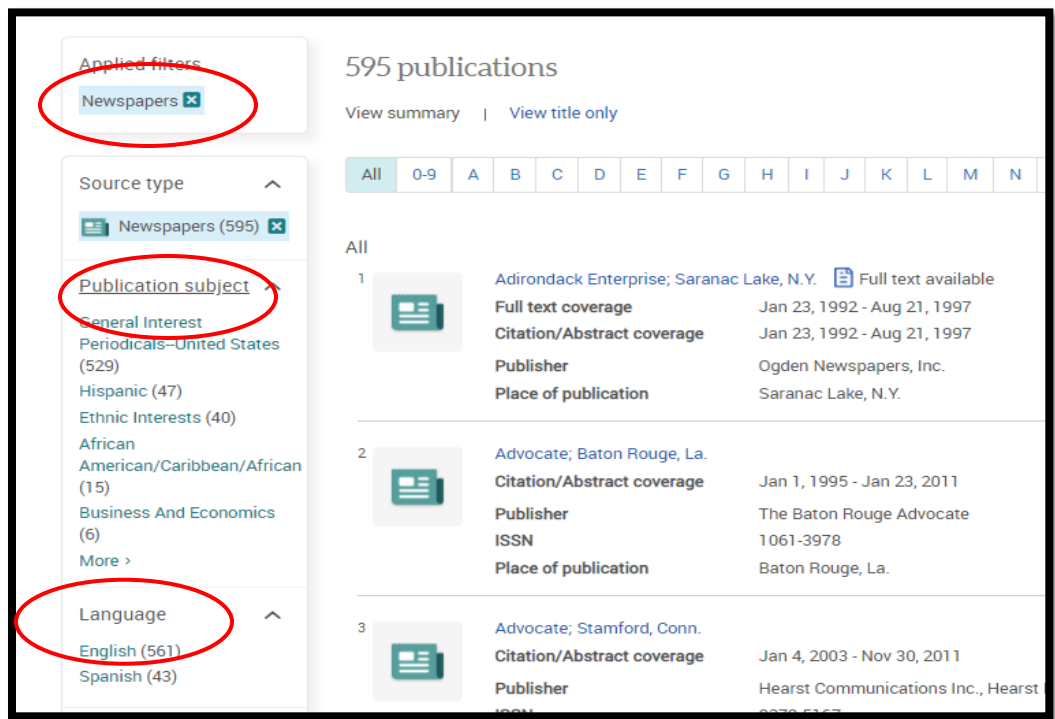 Applied filters
Newspapers
Source type
Newspapers (595)
Publication subject
General Interest
Periodicals--United States
(529)
Hispanic (47)
Ethnic Interests (40)
African
American/Caribbean/African
(15)
Business And Economics
(6)
More ›
Language
English (561)
Spanish (43)
595 publications
View summary | View title only
All 0-9 A B C D E F G H I J K L M N
All
1 Adirondack Enterprise; Saranac Lake, N.Y. Full text available
Full text coverage Jan 23, 1992 - Aug 21, 1997
Citation/Abstract coverage Jan 23, 1992 - Aug 21, 1997
Publisher Ogden Newspapers, Inc.
Place of publication Saranac Lake, N.Y.
2 Advocate; Baton Rouge, La.
Citation/Abstract coverage Jan 1, 1995 - Jan 23, 2011
Publisher The Baton Rouge Advocate
ISSN 1061-3978
Place of publication Baton Rouge, La.
3 Advocate; Stamford, Conn.
Citation/Abstract coverage Jan 4, 2003 - Nov 30, 2011
Publisher Hearst Communications Inc., Hearst
ISSN